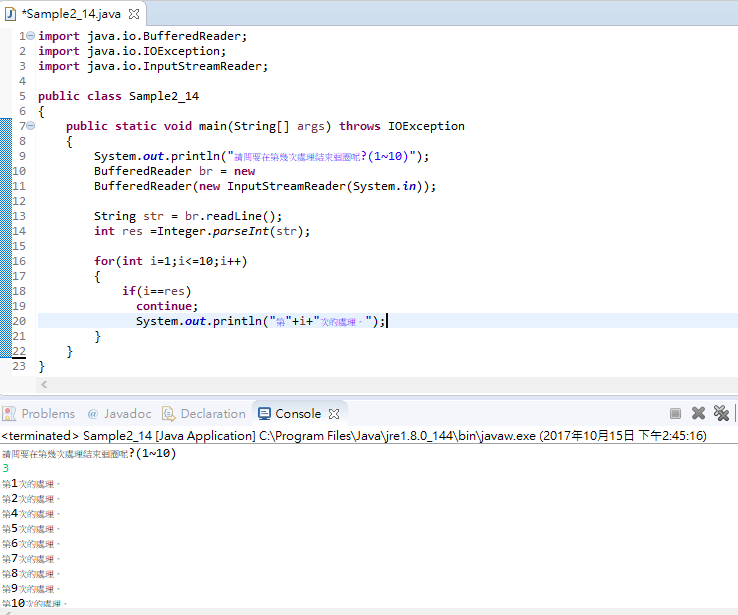 *Sample2_14.java
1 import java.io.BufferedReader;
2 import java.io.IOException;
3 import java.io.InputStreamReader;
4
5 public class Sample2_14
6 {
7 public static void main(String[] args) throws IOException
8 {
9 System.out.println("請問要在第幾次處理結束迴圈呢?(1~10)");
10 BufferedReader br = new
11 BufferedReader(new InputStreamReader(System.in));
12
13 String str = br.readLine();
14 int res =Integer.parseInt(str);
15
16 for(int i=1;i<=10;i++)
17 {
18 if(i==res)
19 continue;
20 System.out.println("第"+i+"次的處理。");
21 }
22 }
23 }
Problems @ Javadoc Declaration Console
<terminated> Sample2_14 [Java Application] C:\Program Files\Java\jre1.8.0_144\bin\javaw.exe (2017年10月15日 下午2:45:16)
請問要在第幾次處理結束迴圈呢?(1~10)
3
第1次的處理。
第2次的處理。
第4次的處理。
第5次的處理。
第6次的處理。
第7次的處理。
第8次的處理。
第9次的處理。
第10次的處理。